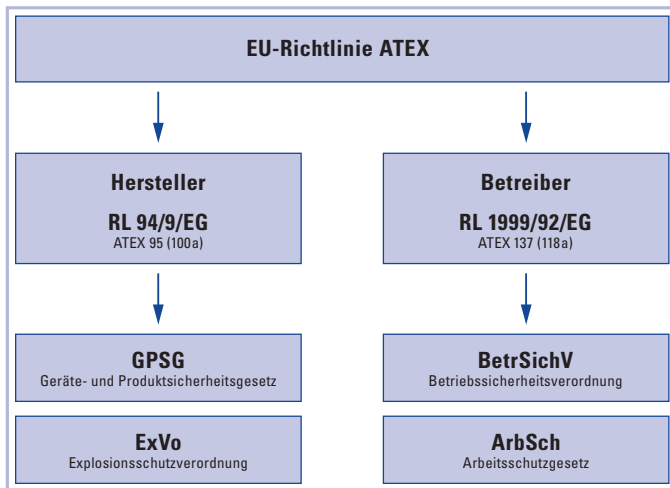 EU-Richtlinie ATEX
Hersteller
RL 94/9/EG
ATEX 95 (100a)
Betreiber
RL 1999/92/EG
ATEX 137 (118a)
GPSG
Geräte- und Produktsicherheitsgesetz
BetrSichV
Betriebssicherheitsverordnung
ExVo
Explosionsschutzverordnung
ArbSch
Arbeitsschutzgesetz